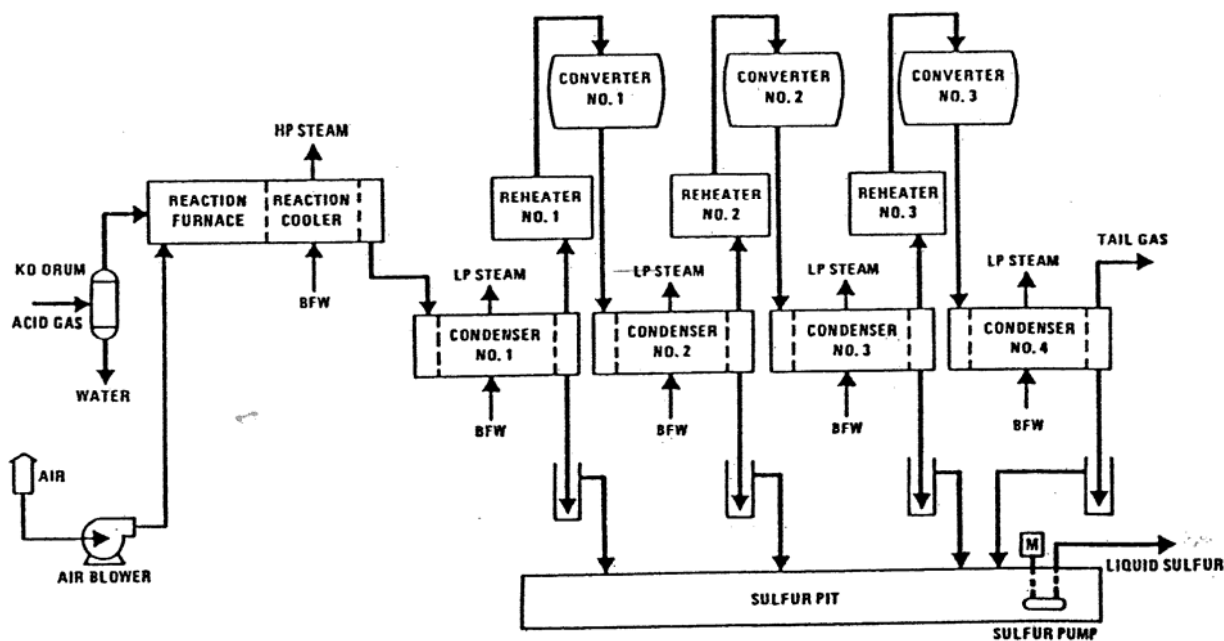 CONVERTER
NO. 1
CONVERTER
NO. 2
CONVERTER
NO. 3
HP STEAM
REACTION
FURNACE
REACTION
COOLER
REHEATER
NO. 1
REHEATER
NO. 2
REHEATER
NO. 3
TAIL GAS
KO DRUM
ACID GAS
WATER
BFW
LP STEAM
LP STEAM
LP STEAM
LP STEAM
CONDENSER
NO. 1
CONDENSER
NO. 2
CONDENSER
NO. 3
CONDENSER
NO. 4
BFW
BFW
BFW
BFW
AIR
AIR BLOWER
M
LIQUID SULFUR
SULFUR PIT
SULFUR PUMP